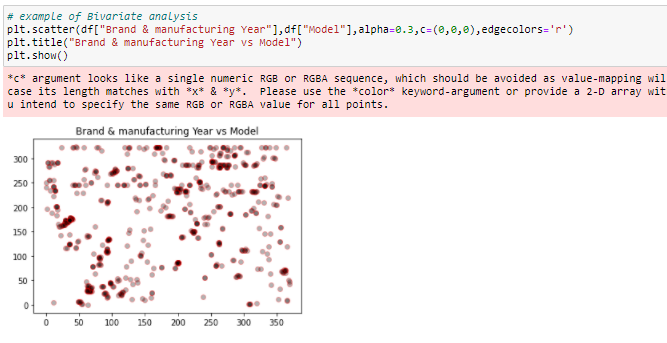 # example of Bivariate analysis
plt.scatter(df["Brand & manufacturing Year"],df["Model"],alpha=0.3,c=(0,0,0),edgecolors='r')
plt.title("Brand & manufacturing Year vs Model")
plt.show()
*c* argument looks like a single numeric RGB or RGBA sequence, which should be avoided as value-mapping wil
case its length matches with *x* & *y*.  Please use the *color* keyword-argument or provide a 2-D array wit
u intend to specify the same RGB or RGBA value for all points.
Brand & manufacturing Year vs Model
300
250
200
150
100
50
0
0 50 100 150 200 250 300 350